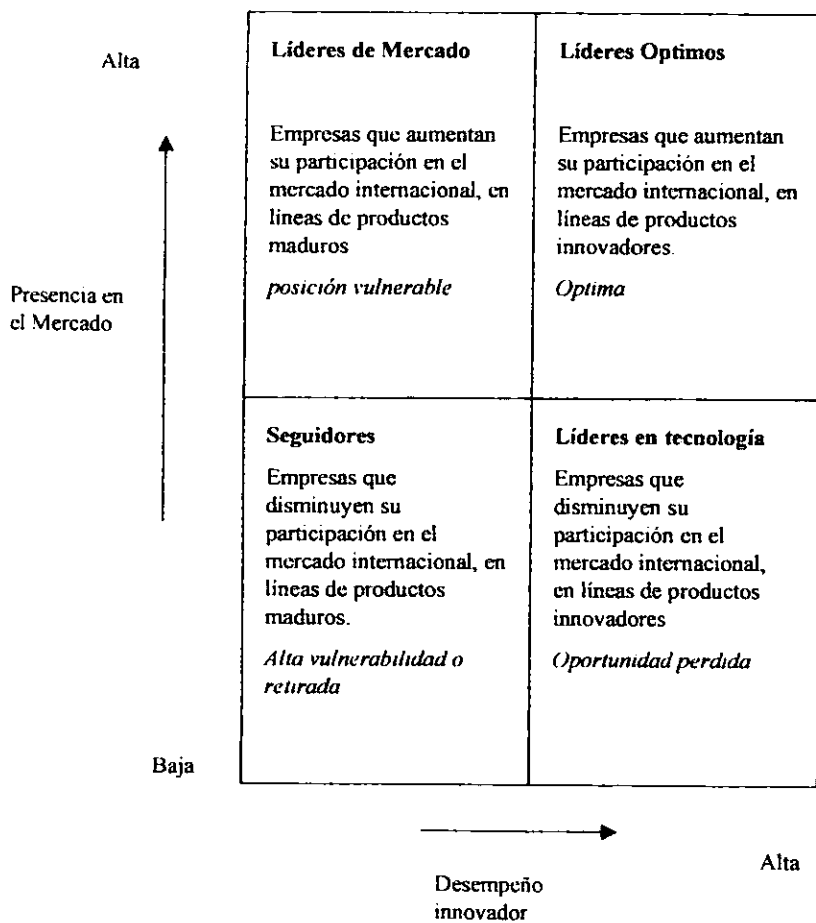 Alta
Líderes de Mercado
Empresas que aumentan
su participación en el
mercado internacional, en
líneas de productos
maduros
posición vulnerable
Líderes Optimos
Empresas que aumentan
su participación en el
mercado internacional, en
líneas de productos
innovadores.
Optima
Presencia en
el Mercado
Seguidores
Empresas que
disminuyen su
participación en el
mercado internacional, en
líneas de productos
maduros.
Alta vulnerabilidad o
retirada
Líderes en tecnología
Empresas que
disminuyen su
participación en el
mercado internacional,
en líneas de productos
innovadores
Oportunidad perdida
Baja
Alta
Desempeño
innovador